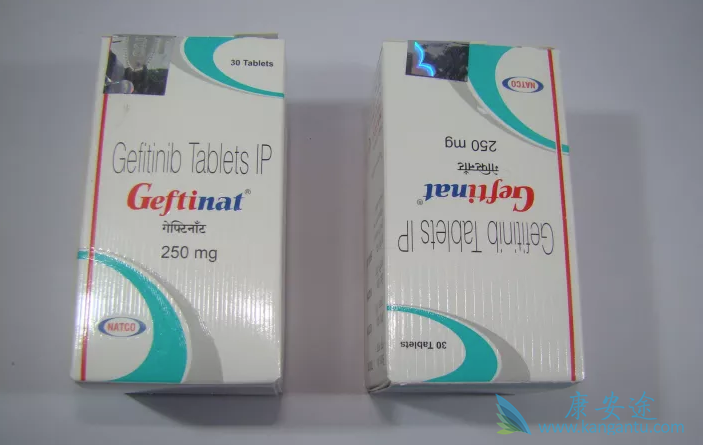 30 Tablets
Gefitinib Tablets IP
Geftinat®
गेफ्टिनॉट
250 mg
NATCO
NATCO
250 mg
गेफ्टिनॉट
Geftinat®
Gefitinib Tablets IP
30 Tablets
康安途